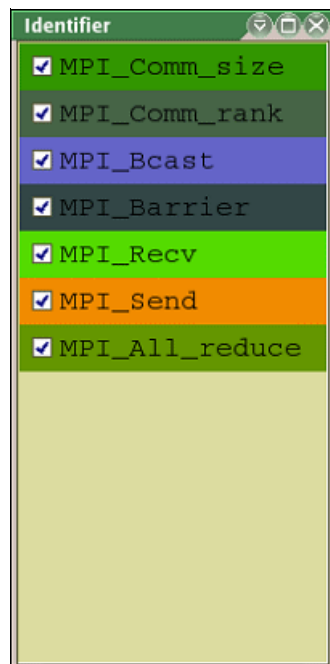 Identifier
MPI_Comm_size
MPI_Comm_rank
MPI_Bcast
MPI_Barrier
MPI_Recv
MPI_Send
MPI_All_reduce